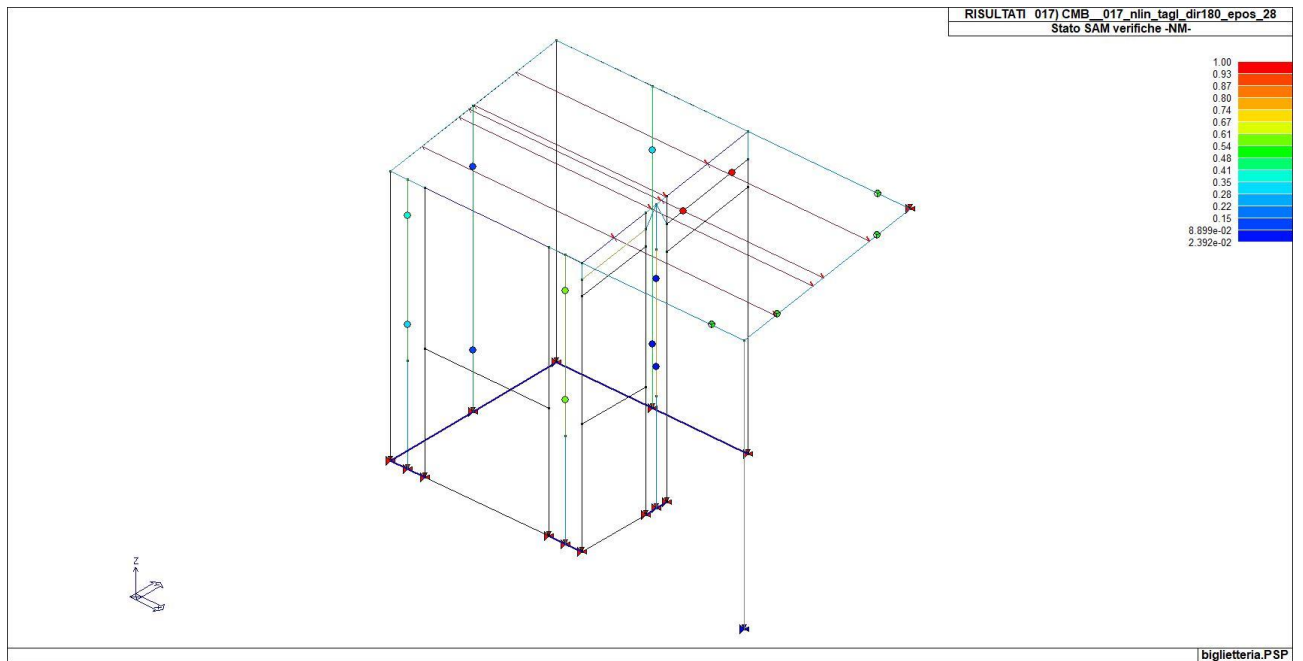 RISULTATI 017) CMB__017_nlin_tagl_dir180_epos_28
Stato SAM verifiche -NM-
1.00
0.93
0.87
0.80
0.74
0.67
0.61
0.54
0.48
0.41
0.35
0.28
0.22
0.15
8.899e-02
2.392e-02
Z
biglietteria.PSP